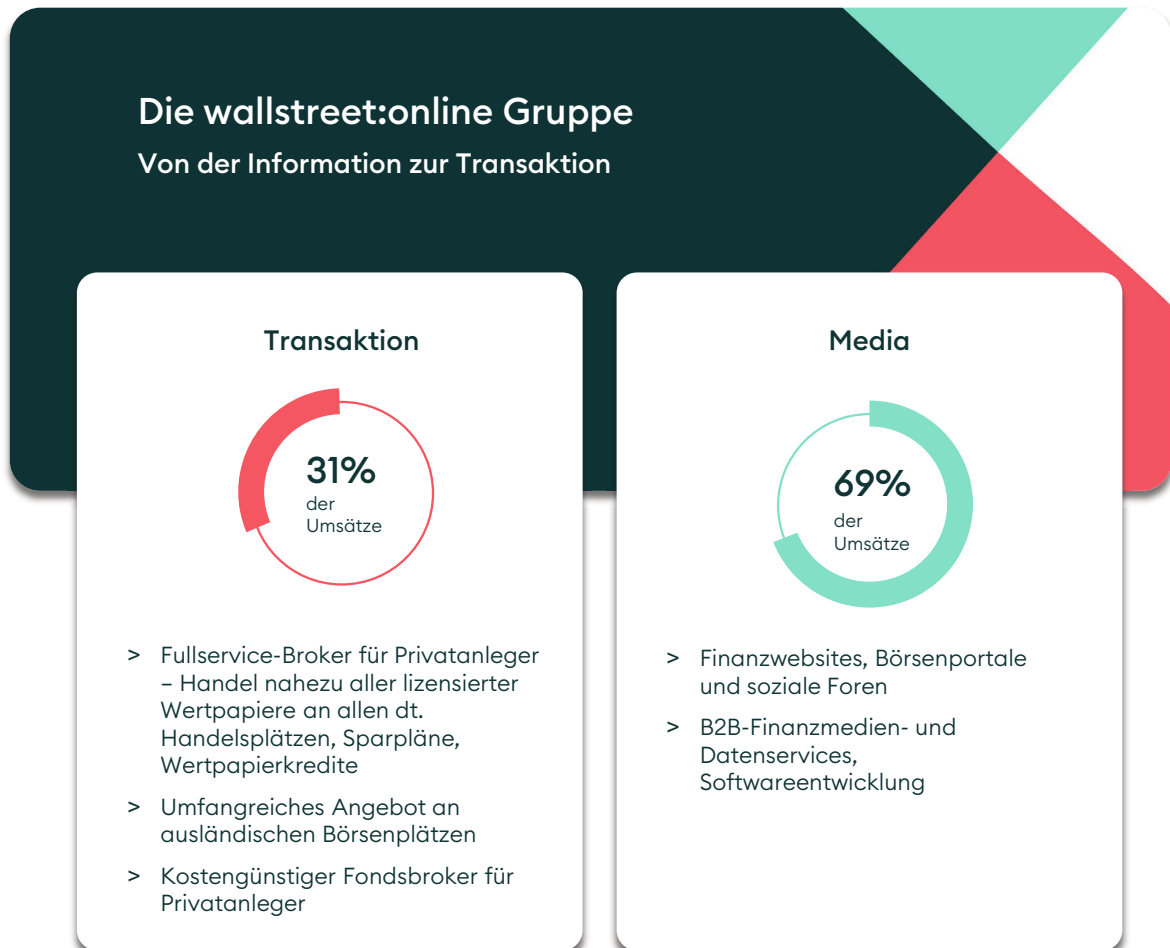 Die wallstreet:online Gruppe
Von der Information zur Transaktion
Transaktion
31%
der
Umsätze
> Fullservice-Broker für Privatanleger
– Handel nahezu aller lizensierter
Wertpapiere an allen dt.
Handelsplätzen, Sparpläne,
Wertpapierkredite
> Umfangreiches Angebot an
ausländischen Börsenplätzen
> Kostengünstiger Fondsbroker für
Privatanleger
Media
69%
der
Umsätze
> Finanzwebsites, Börsenportale
und soziale Foren
> B2B-Finanzmedien- und
Datenservices,
Softwareentwicklung